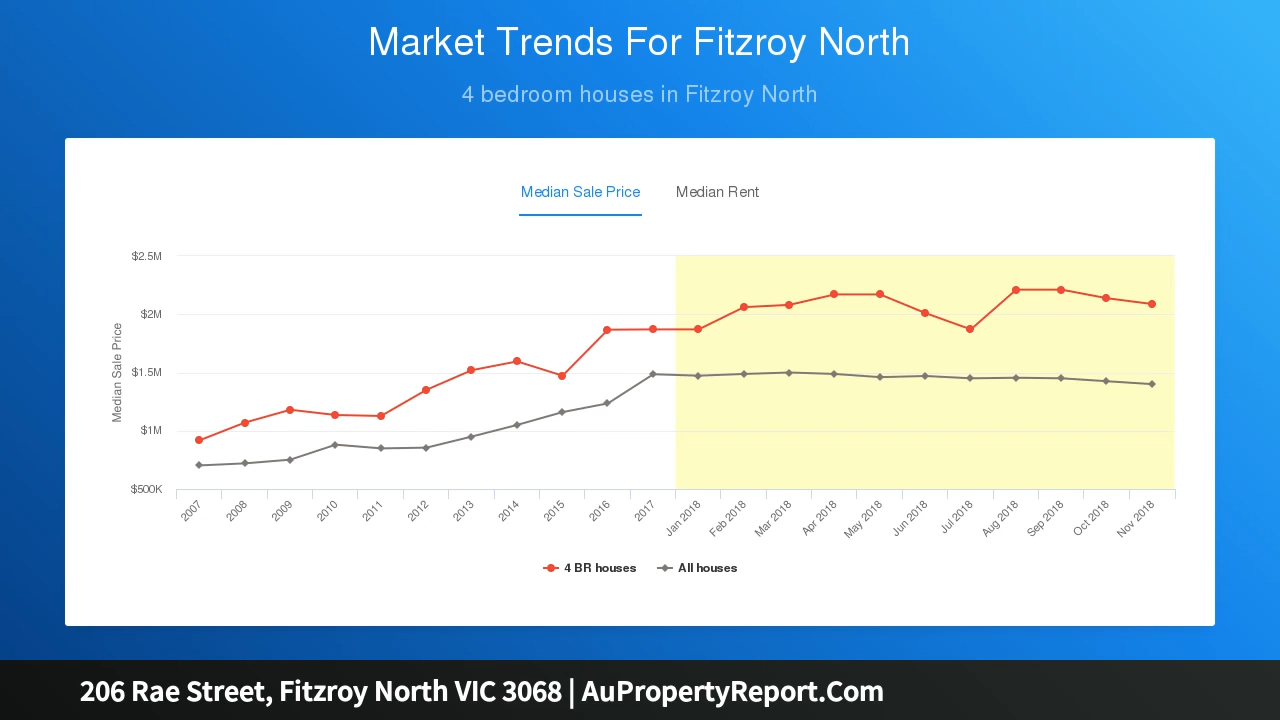 Market Trends For Fitzroy North
4 bedroom houses in Fitzroy North
Median Sale Price Median Rent
Median Sale Price
$2.5M
$2M
$1.5M
$1M
$500K
2007 2008 2009 2010 2011 2012 2013 2014 2015 2016 2017 Jan 2018 Feb 2018 Mar 2018 Apr 2018 May 2018 Jun 2018 Jul 2018 Aug 2018 Sep 2018 Oct 2018 Nov 2018
4 BR houses All houses
206 Rae Street, Fitzroy North VIC 3068 | AuPropertyReport.Com